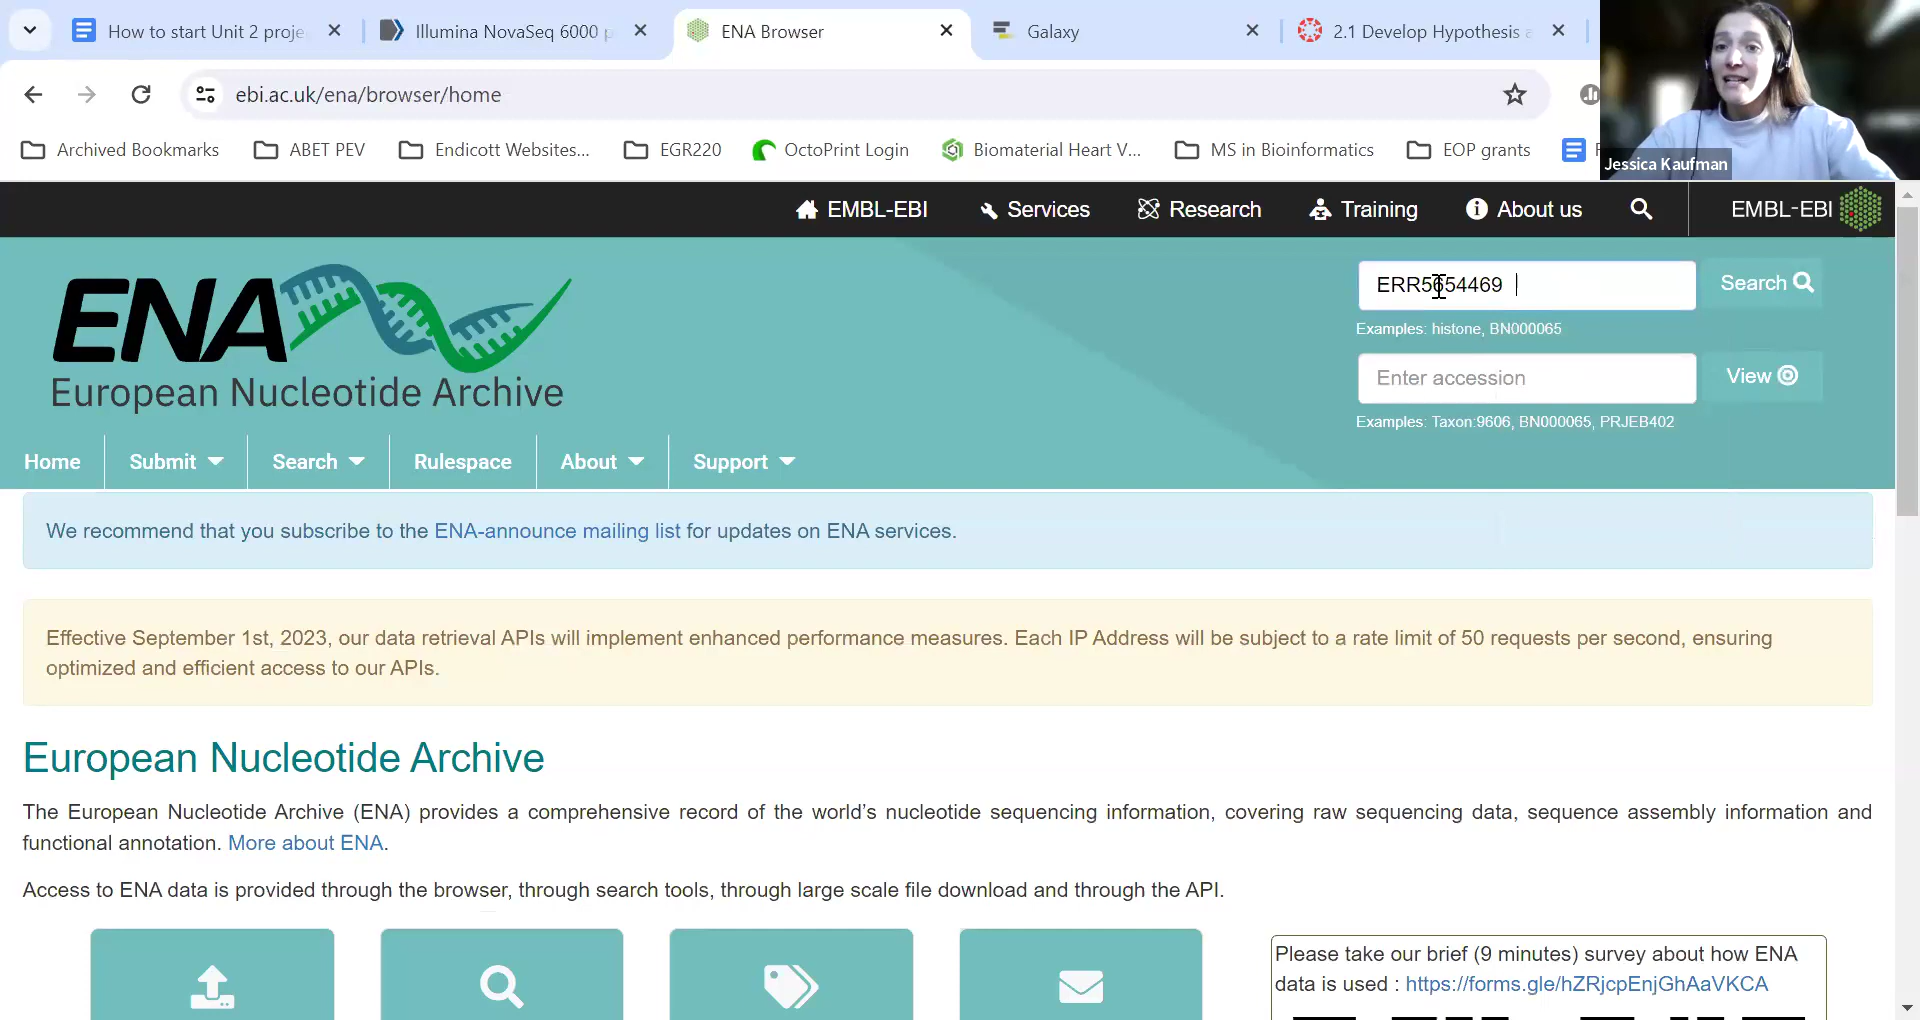 How to start Unit 2 proje
Illumina NovaSeq 6000 p
ENA Browser
Galaxy
2.1 Develop Hypothesis a
ebi.ac.uk/ena/browser/home
Archived Bookmarks
ABET PEV
Endicott Websites...
EGR220
OctoPrint Login
Biomaterial Heart V...
MS in Bioinformatics
EOP grants
Jessica Kaufman
EMBL-EBI
Services
Research
Training
About us
EMBL-EBI
ENA
European Nucleotide Archive
ERR5654469
Search
Examples: histone, BN000065
Enter accession
View
Examples: Taxon:9606, BN000065, PRJEB402
Home
Submit
Search
Rulespace
About
Support
We recommend that you subscribe to the ENA-announce mailing list for updates on ENA services.
Effective September 1st, 2023, our data retrieval APIs will implement enhanced performance measures. Each IP Address will be subject to a rate limit of 50 requests per second, ensuring
optimized and efficient access to our APIs.
European Nucleotide Archive
The European Nucleotide Archive (ENA) provides a comprehensive record of the world's nucleotide sequencing information, covering raw sequencing data, sequence assembly information and
functional annotation. More about ENA.
Access to ENA data is provided through the browser, through search tools, through large scale file download and through the API.
Please take our brief (9 minutes) survey about how ENA
data is used : https://forms.gle/hZRjcpEnjGhAaVKCA